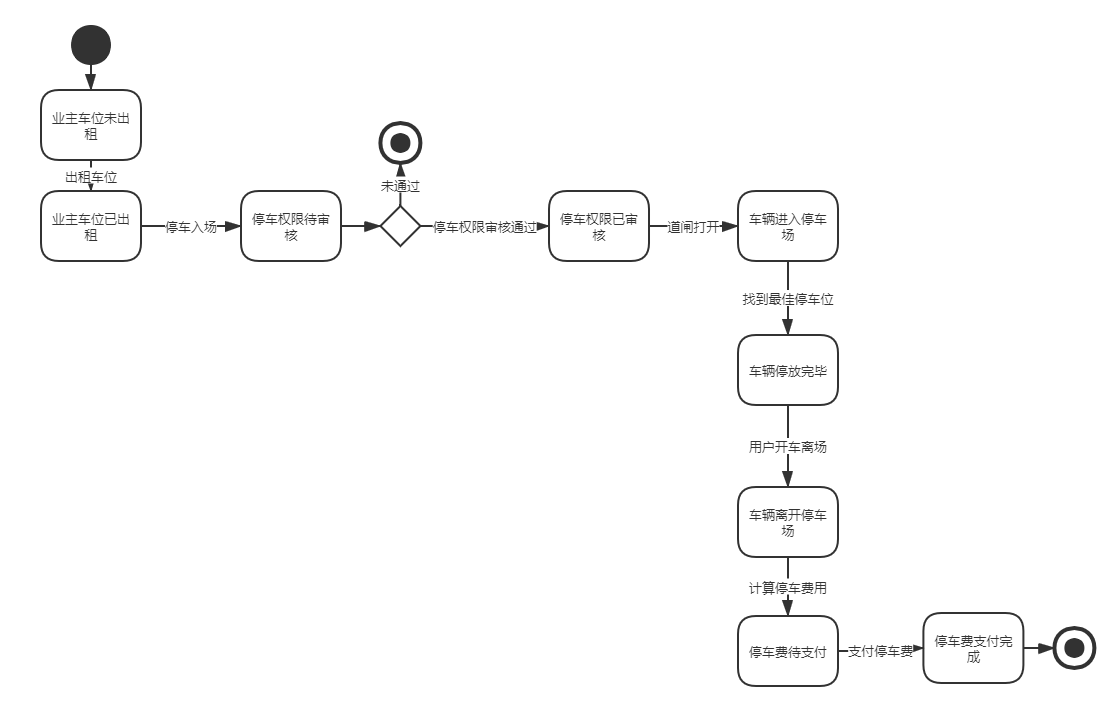 业主车位未出
租
出租车位
未通过
业主车位已出
租
停车入场
停车权限待审
核
停车权限审核通过
停车权限已审
核
道闸打开
车辆进入停车
场
找到最佳停车位
车辆停放完毕
用户开车离场
车辆离开停车
场
计算停车费用
停车费待支付
支付停车费
停车费支付完
成